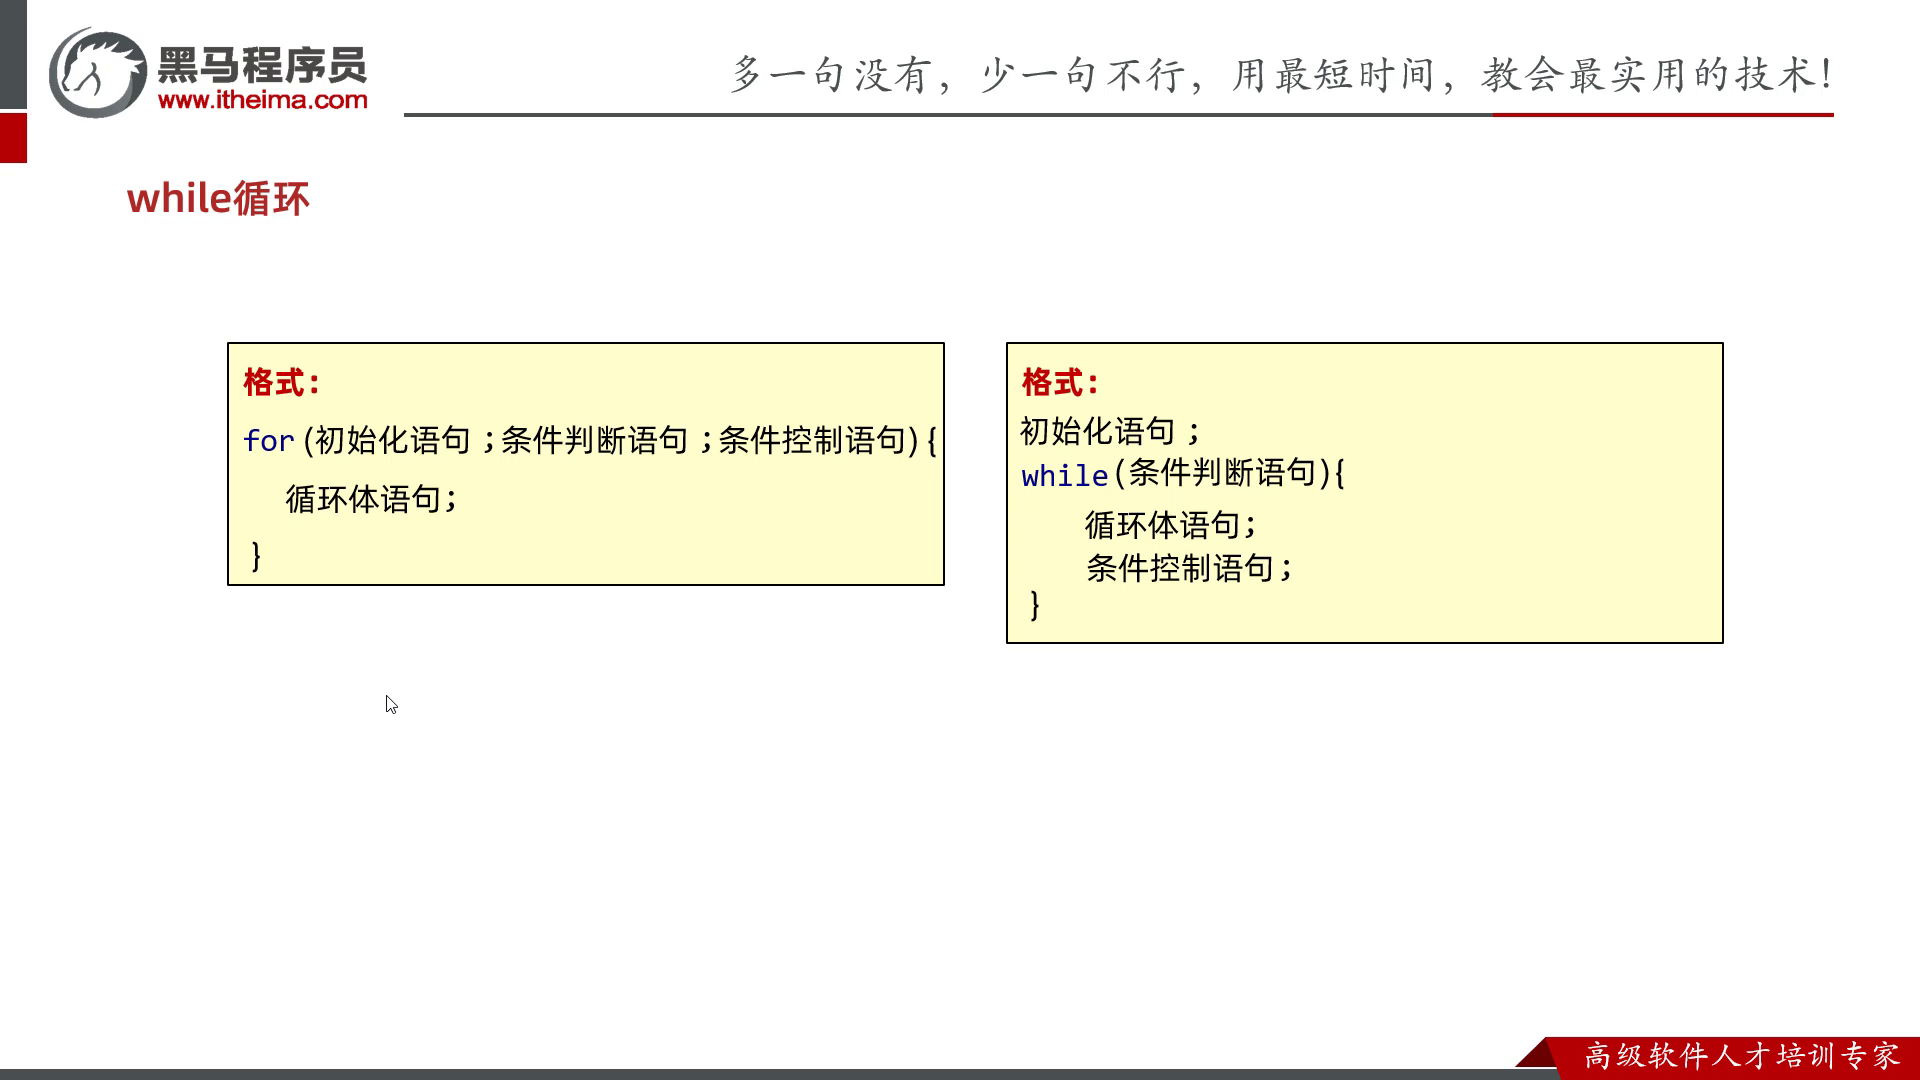 黑马程序员
www.itheima.com
多一句没有，少一句不行，用最短时间，教会最实用的技术！
while循环
格式：
for (初始化语句 ;条件判断语句 ;条件控制语句) {
循环体语句;
}
格式：
初始化语句 ;
while (条件判断语句){
循环体语句;
条件控制语句;
}
高级软件人才培训专家